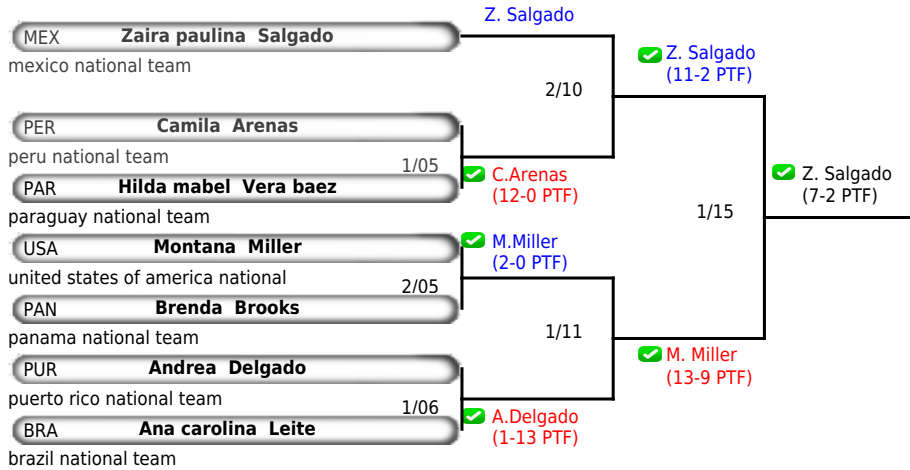 Z. Salgado
MEX Zaira paulina Salgado
mexico national team
Z. Salgado
(11-2 PTF)
2/10
PER Camila Arenas
peru national team
1/05
C.Arenas
(12-0 PTF)
PAR Hilda mabel Vera baez
paraguay national team
Z. Salgado
(7-2 PTF)
1/15
USA Montana Miller
united states of america national
M.Miller
(2-0 PTF)
2/05
PAN Brenda Brooks
panama national team
1/11
M. Miller
(13-9 PTF)
PUR Andrea Delgado
puerto rico national team
1/06
A.Delgado
(1-13 PTF)
BRA Ana carolina Leite
brazil national team